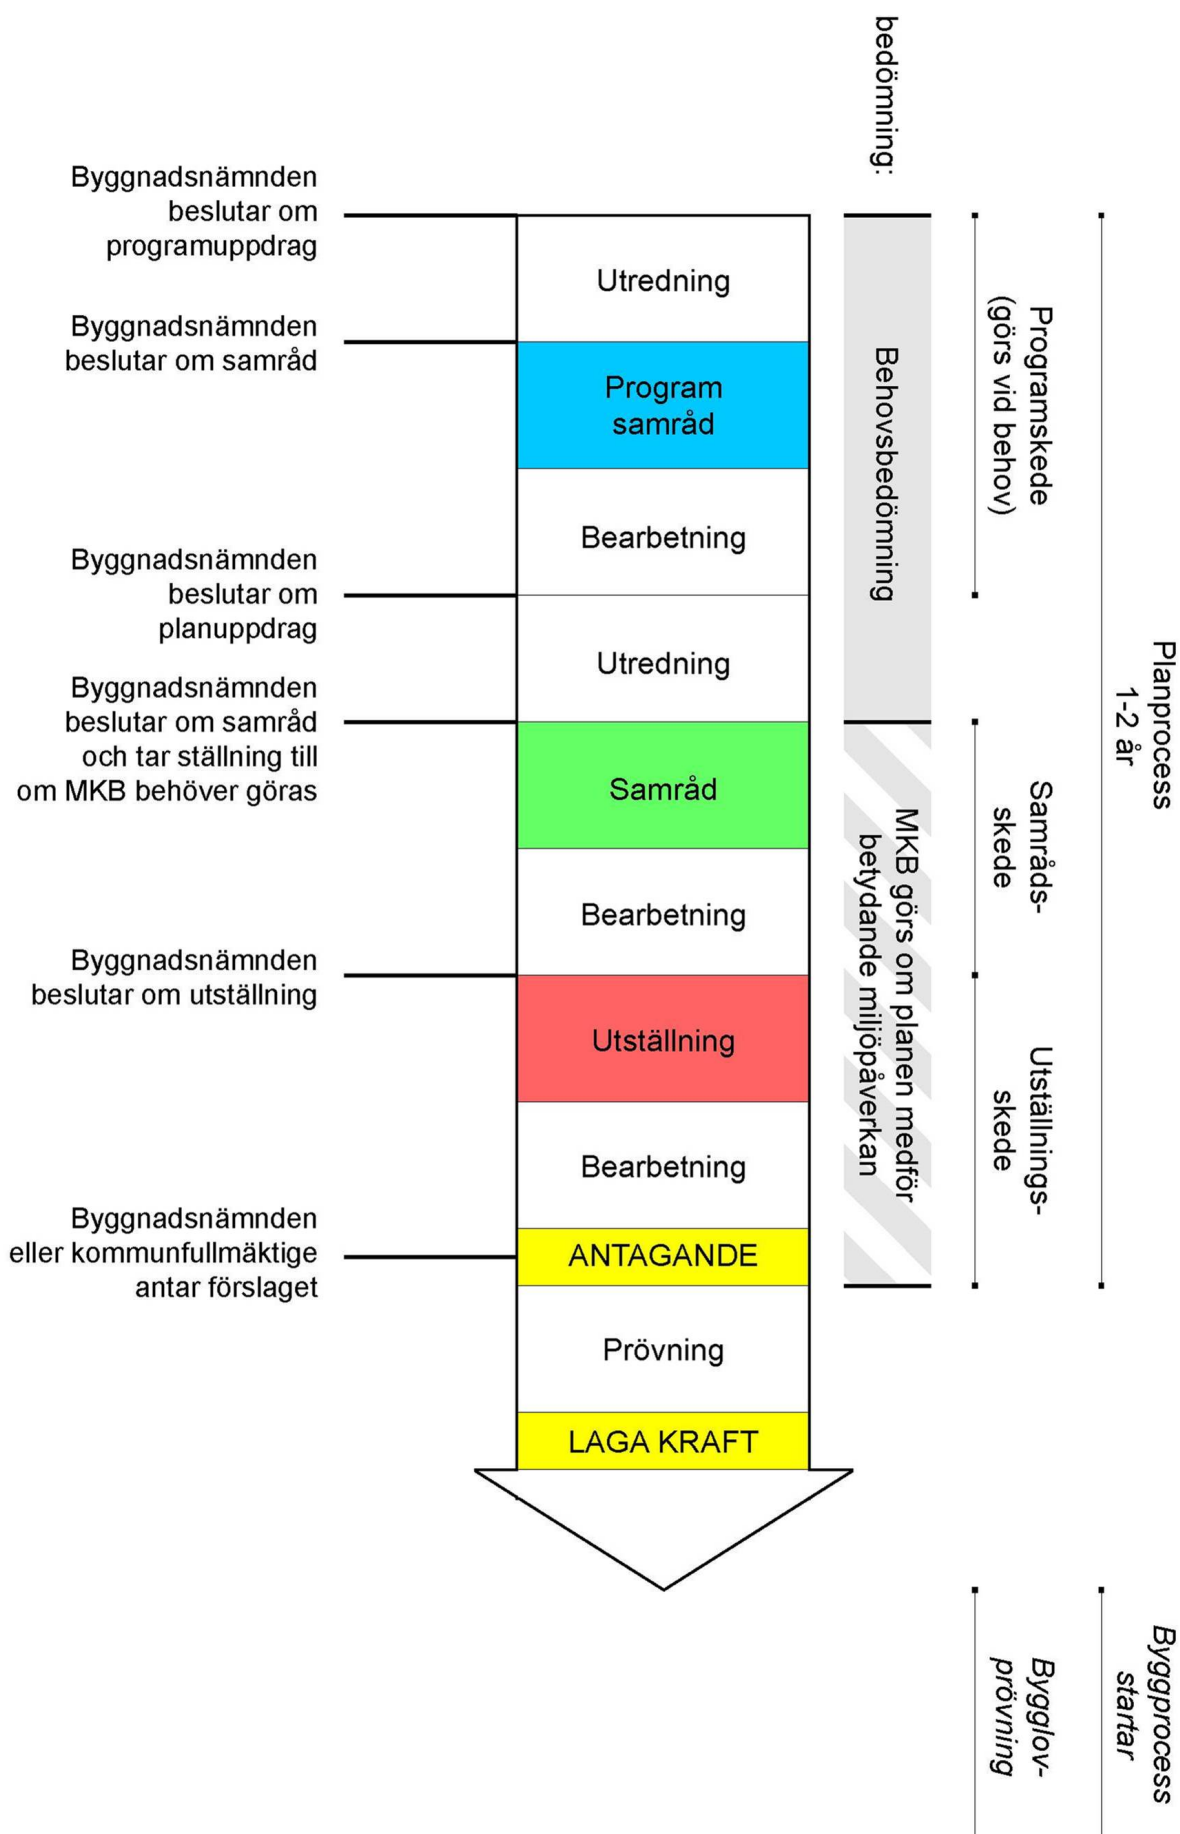 bedömning:
Byggnadsnämnden
beslutar om
programuppdrag
Byggnadsnämnden
beslutar om samråd
Byggnadsnämnden
beslutar om
planuppdrag
Byggnadsnämnden
beslutar om samråd
och tar ställning till
om MKB behöver göras
Byggnadsnämnden
beslutar om utställning
Byggnadsnämnden
eller kommunfullmäktige
antar förslaget
Utredning
Program
samråd
Bearbetning
Utredning
Samråd
Bearbetning
Utställning
Bearbetning
ANTAGANDE
Prövning
LAGA KRAFT
Behovsbedömning
MKB görs om planen medför
betydande miljöpåverkan
Programskede
(görs vid behov)
Samråds-
skede
Utställnings-
skede
Planprocess
1-2 år
Bygglov-
prövning
Byggprocess
startar